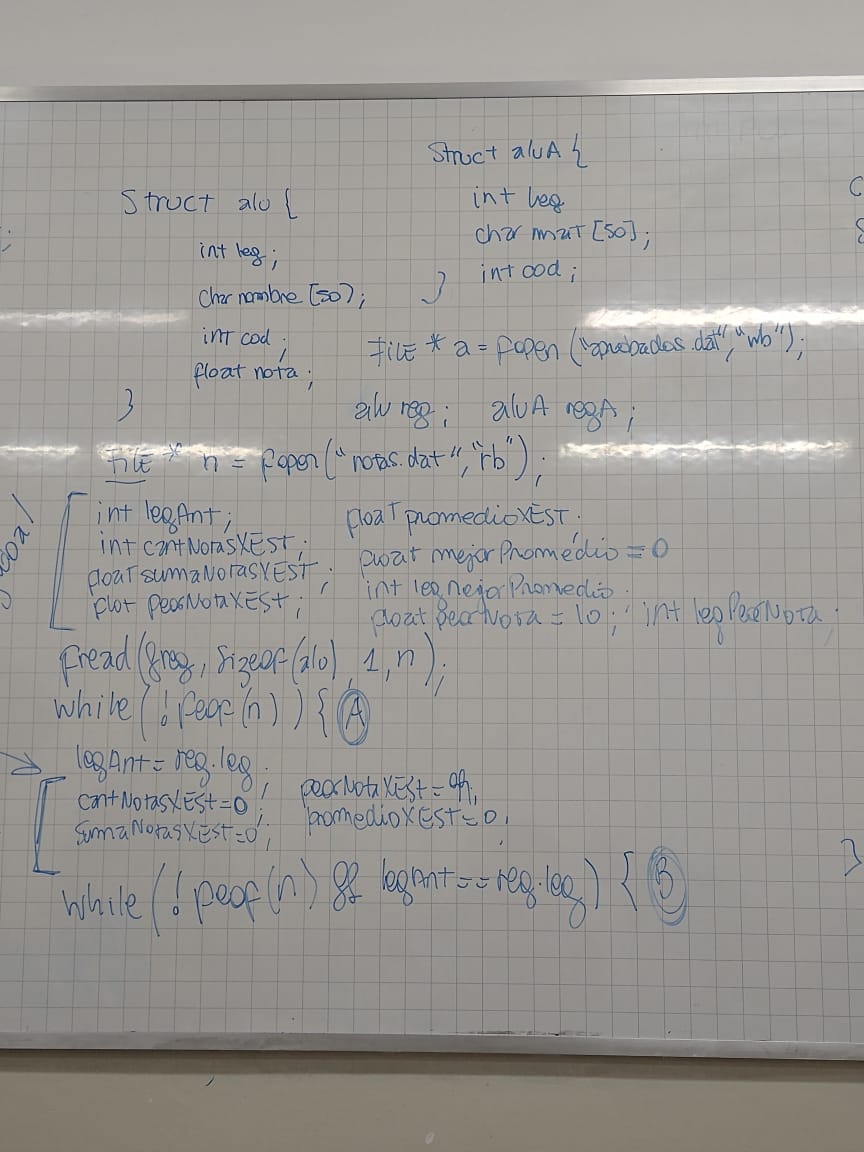 Struct aluA {
int leg
char mat [50];
int cod;
}
Struct alu {
int leg;
char nombre [50];
int cod;
float nota;
}
FILE * a = fopen ("aprobados.dat", "wb");
alu reg; aluA regA;
FILE * n = fopen ("notas.dat", "rb");
int legAnt; float promedioXEST;
int cantNotasXEST; float mejorPromedio = 0
float sumaNotasXEST; int legmejorPromedio
flot peorNotaXEST; float peorNota = 10; int legPeorNota
fread (&reg, sizeof(alu), 1, n);
while (! feof (n) ) { A
legAnt = reg.leg;
cantNotasXEST=0; peorNotaXEST=
sumaNotasXEST=0; promedioXEST=0;
while (! feof (n) && legAnt == reg.leg) { B
}